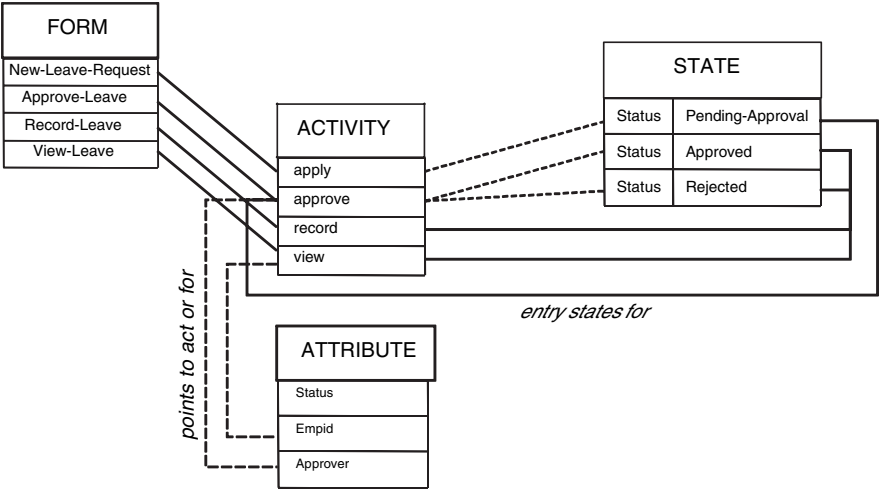 FORM
New-Leave-Request
Approve-Leave
Record-Leave
View-Leave
ACTIVITY
apply
approve
record
view
STATE
Status Pending-Approval
Status Approved
Status Rejected
entry states for
points to act or for
ATTRIBUTE
Status
Empid
Approver